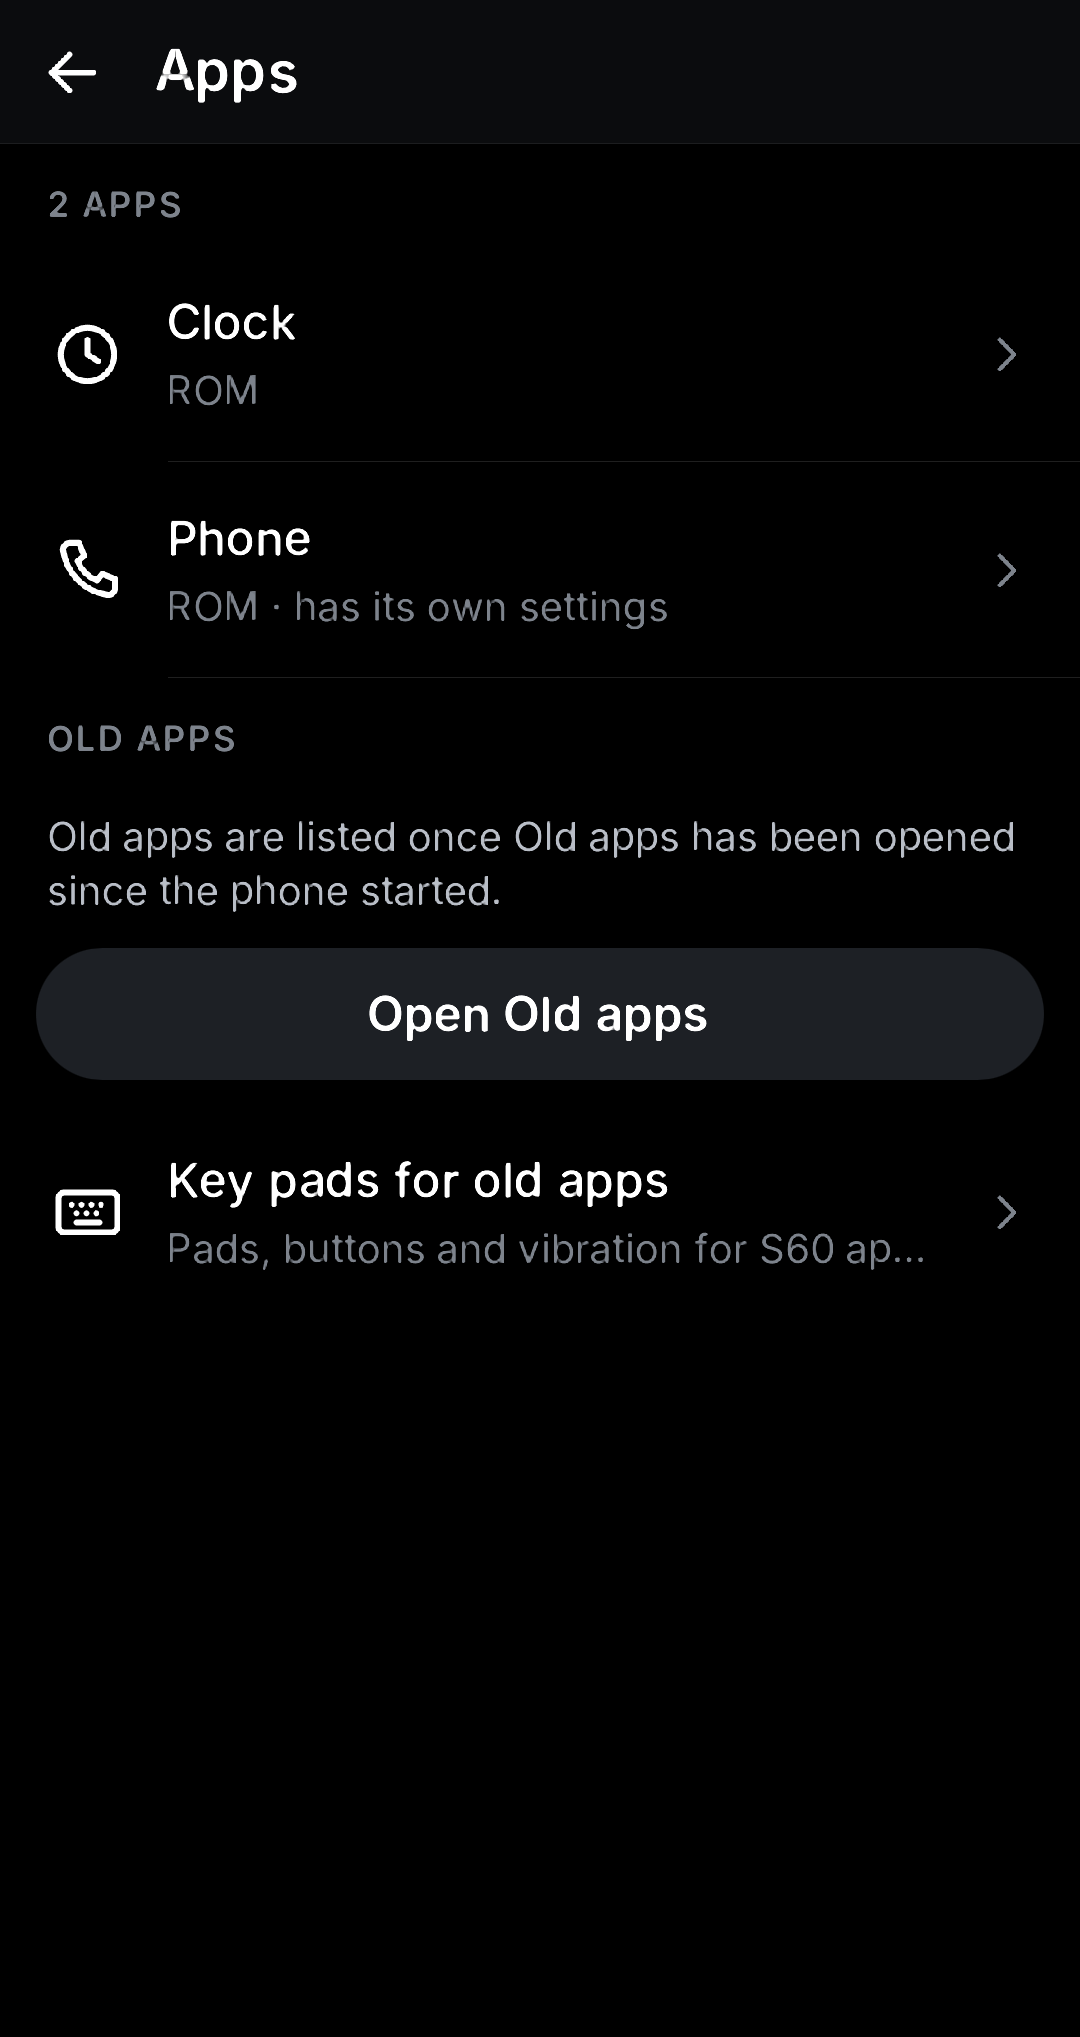 Apps
2 APPS
Clock
ROM
Phone
ROM · has its own settings
OLD APPS
Old apps are listed once Old apps has been opened
since the phone started.
Open Old apps
Key pads for old apps
Pads, buttons and vibration for S60 ap...